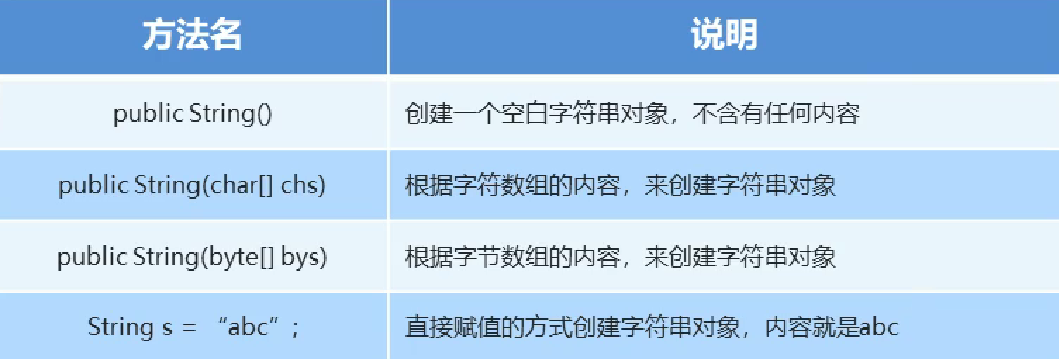 方法名 说明
public String() 创建一个空白字符串对象，不含有任何内容
public String(char[] chs) 根据字符数组的内容，来创建字符串对象
public String(byte[] bys) 根据字节数组的内容，来创建字符串对象
String s = “abc”; 直接赋值的方式创建字符串对象，内容就是abc